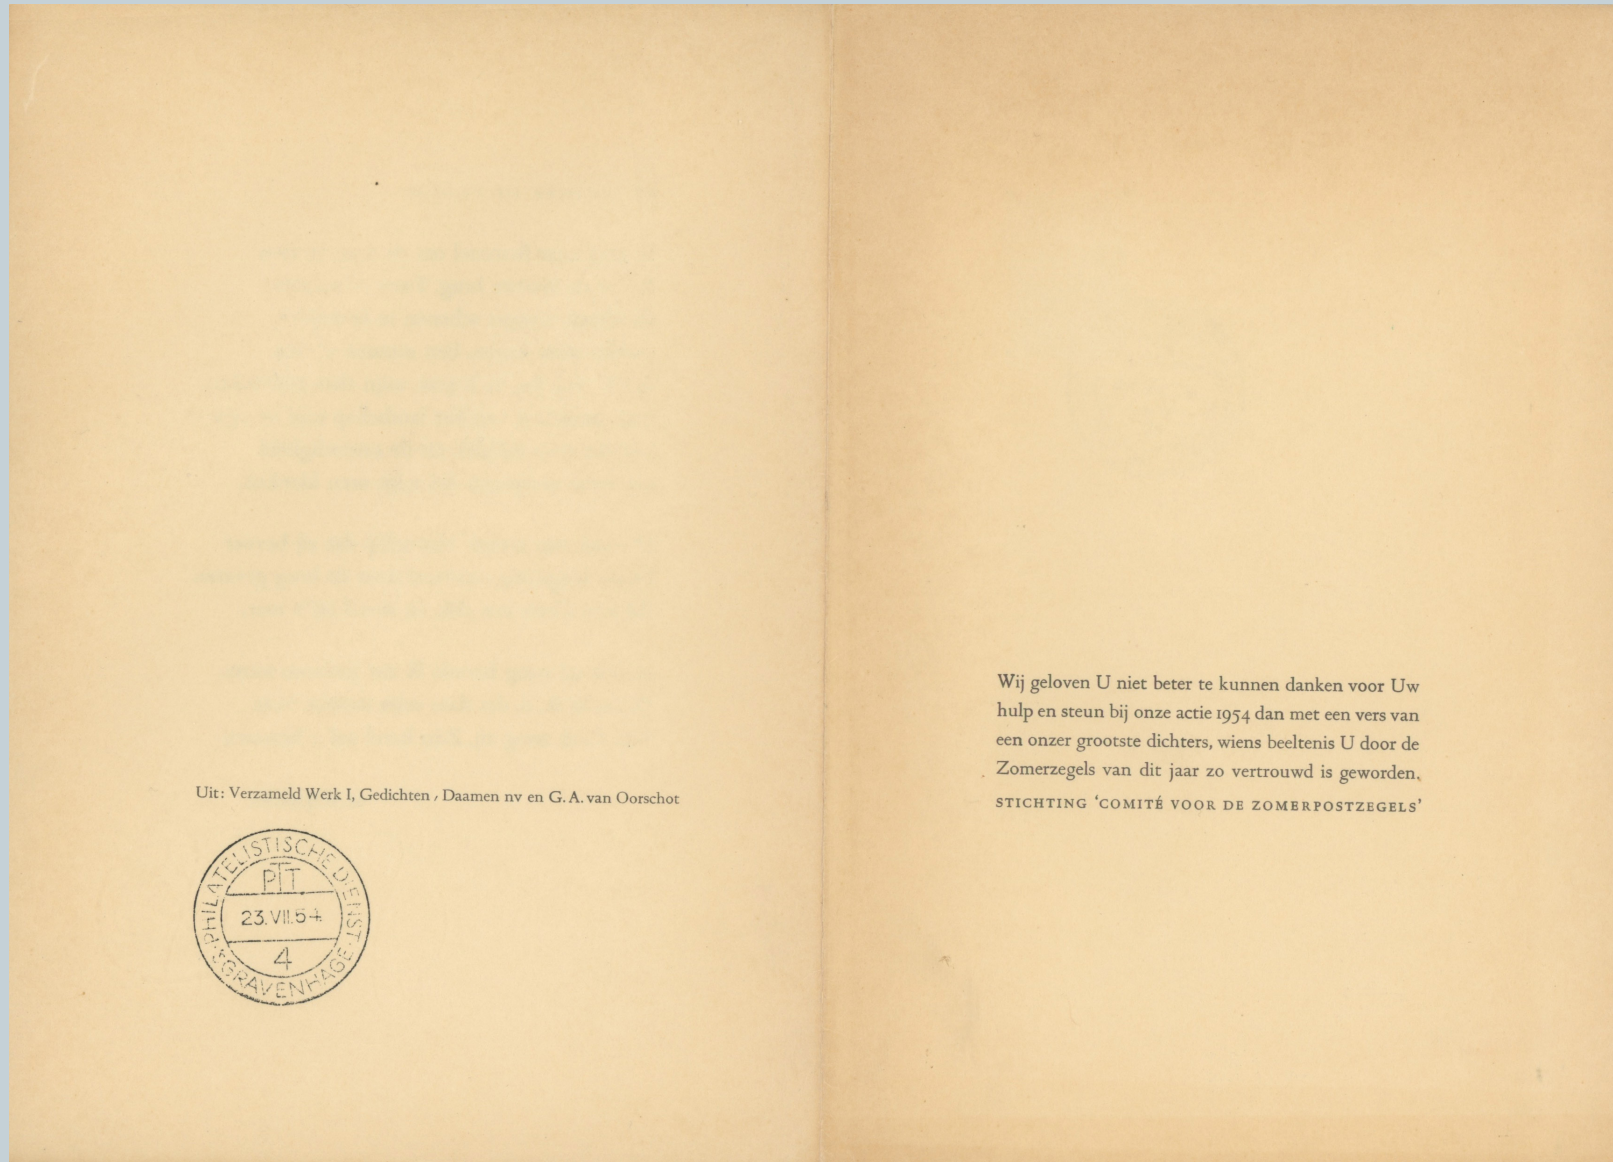 Uit: Verzameld Werk I, Gedichten / Daamen nv en G. A. van Oorschot
PHILATELISTISCHE DIENST
PTT
23.VII.54
4
'SGRAVENHAGE
Wij geloven U niet beter te kunnen danken voor Uw
hulp en steun bij onze actie 1954 dan met een vers van
een onzer grootste dichters, wiens beeltenis U door de
Zomerzegels van dit jaar zo vertrouwd is geworden.
STICHTING ‘COMITÉ VOOR DE ZOMERPOSTZEGELS’